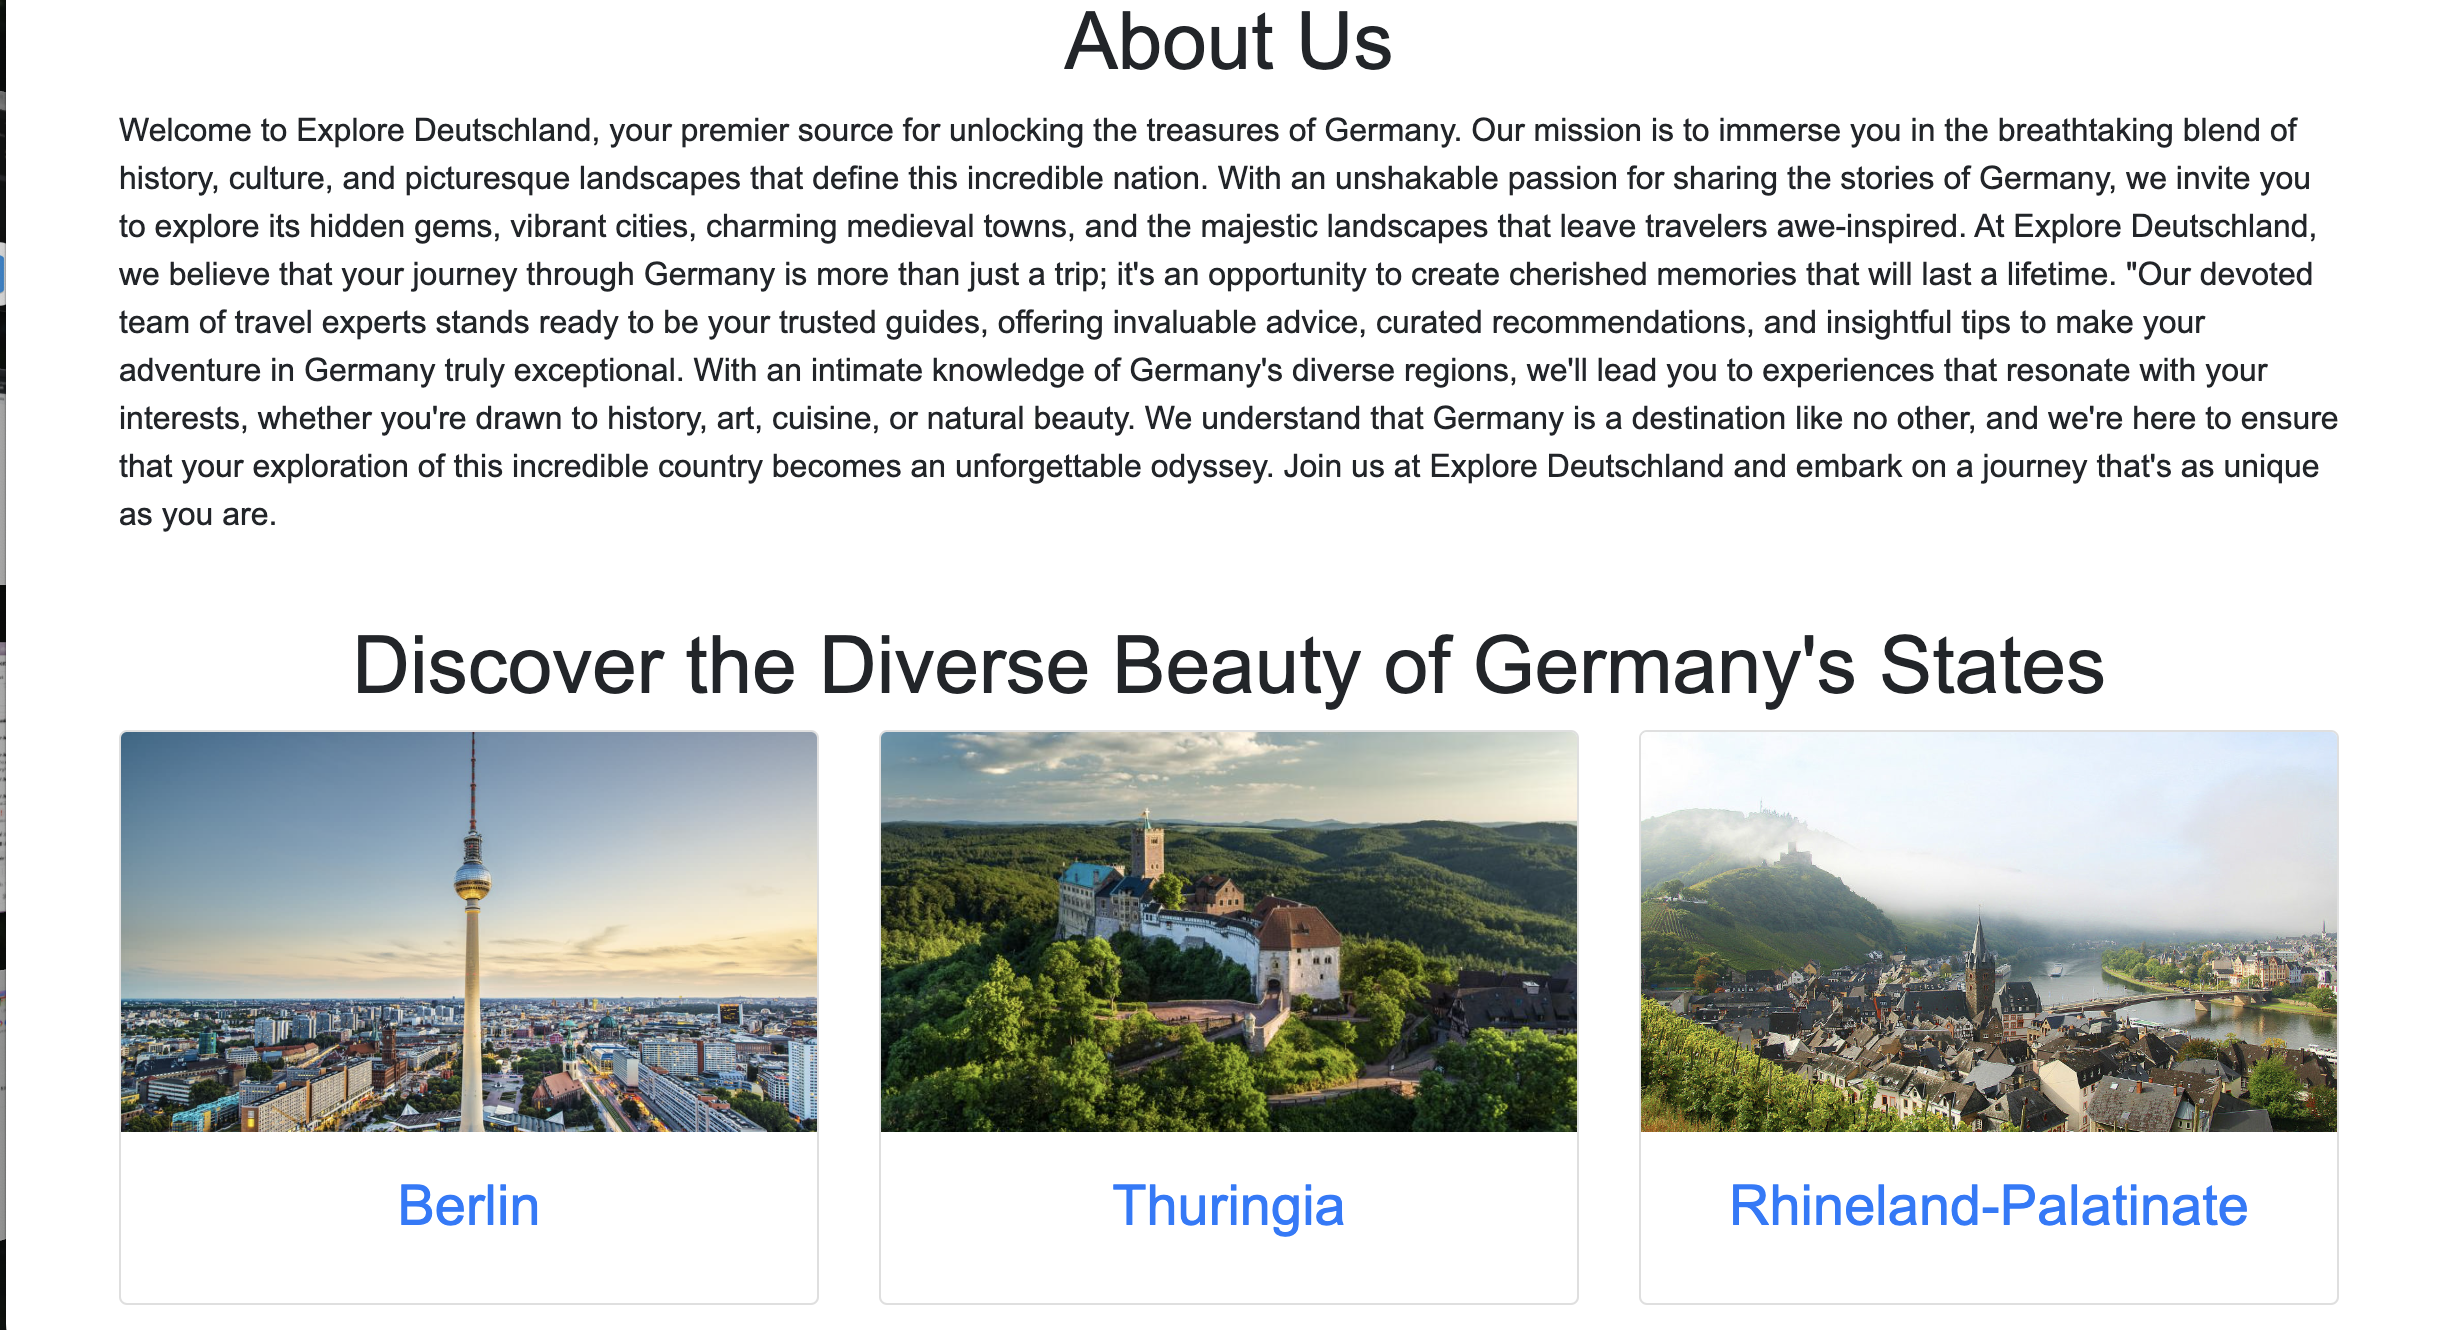 About Us
Welcome to Explore Deutschland, your premier source for unlocking the treasures of Germany. Our mission is to immerse you in the breathtaking blend of
history, culture, and picturesque landscapes that define this incredible nation. With an unshakable passion for sharing the stories of Germany, we invite you
to explore its hidden gems, vibrant cities, charming medieval towns, and the majestic landscapes that leave travelers awe-inspired. At Explore Deutschland,
we believe that your journey through Germany is more than just a trip; it's an opportunity to create cherished memories that will last a lifetime. "Our devoted
team of travel experts stands ready to be your trusted guides, offering invaluable advice, curated recommendations, and insightful tips to make your
adventure in Germany truly exceptional. With an intimate knowledge of Germany's diverse regions, we'll lead you to experiences that resonate with your
interests, whether you're drawn to history, art, cuisine, or natural beauty. We understand that Germany is a destination like no other, and we're here to ensure
that your exploration of this incredible country becomes an unforgettable odyssey. Join us at Explore Deutschland and embark on a journey that's as unique
as you are.
Discover the Diverse Beauty of Germany's States
Berlin
Thuringia
Rhineland-Palatinate